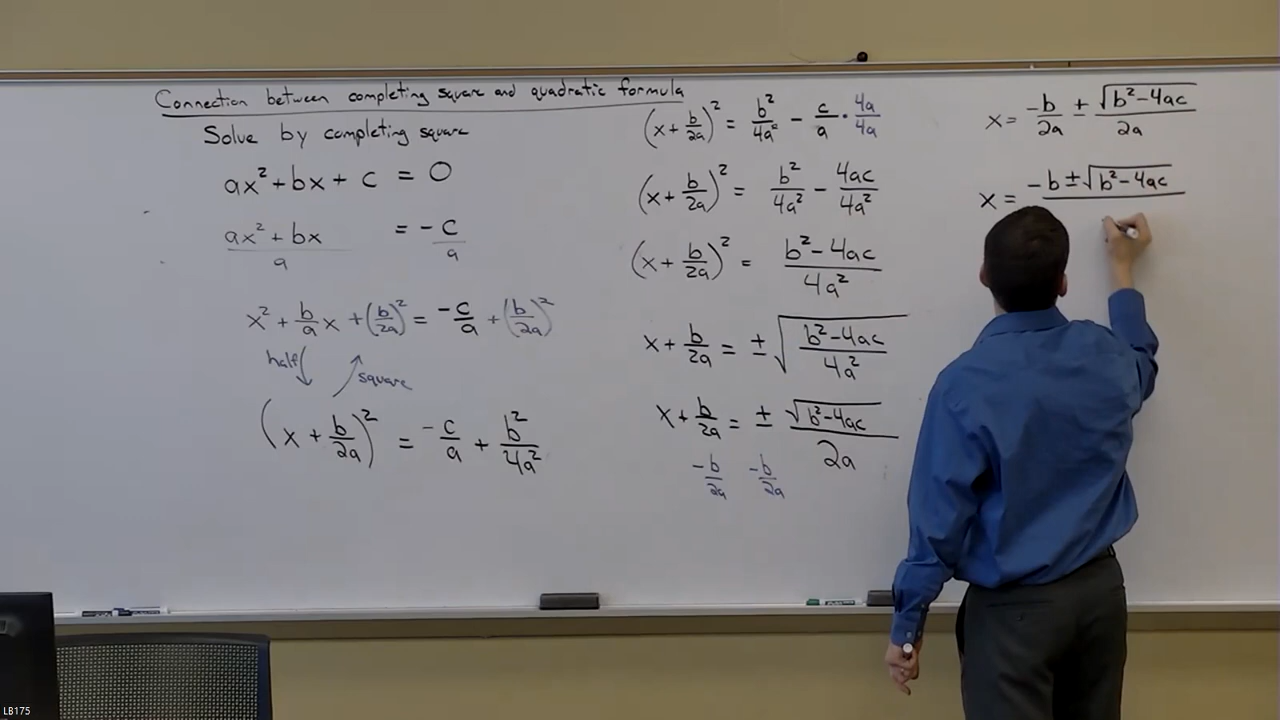 Connection between completing square and quadratic formula
Solve by completing square
ax² + bx + c = 0
ax² + bx = -c
a a
x² + b/a x + (b/2a)² = -c/a + (b/2a)²
half square
(x + b/2a)² = -c/a + b²/4a²
(x + b/2a)² = b²/4a² - c/a · 4a/4a
(x + b/2a)² = b²/4a² - 4ac/4a²
(x + b/2a)² = b²-4ac/4a²
x + b/2a = ±√(b²-4ac/4a²)
x + b/2a = ± √(b²-4ac)/2a
-b/2a -b/2a
x = -b/2a ± √(b²-4ac)/2a
x = -b ± √(b²-4ac)
LB175